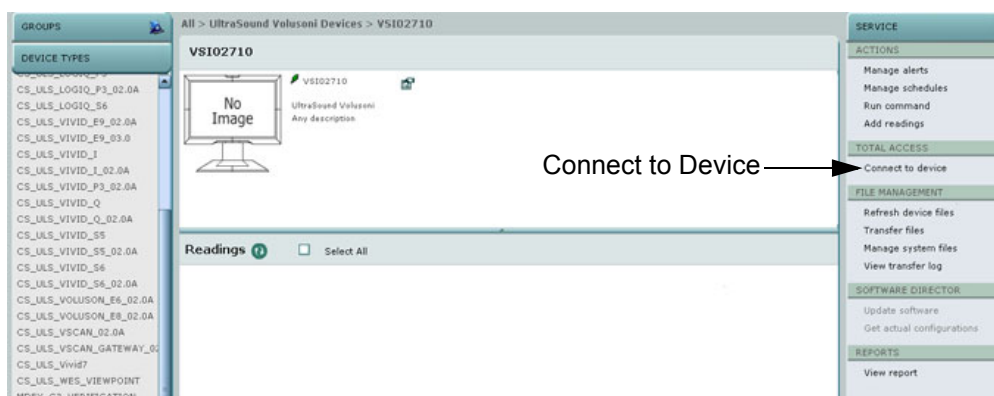 GROUPS
DEVICE TYPES
CS_ULS_LOGIQ_P3_02.0A
CS_ULS_LOGIQ_S6
CS_ULS_VIVID_E9_02.0A
CS_ULS_VIVID_E9_03.0
CS_ULS_VIVID_I
CS_ULS_VIVID_I_02.0A
CS_ULS_VIVID_P3_02.0A
CS_ULS_VIVID_Q
CS_ULS_VIVID_Q_02.0A
CS_ULS_VIVID_S5
CS_ULS_VIVID_S5_02.0A
CS_ULS_VIVID_S6
CS_ULS_VIVID_S6_02.0A
CS_ULS_VOLUSON_E6_02.0A
CS_ULS_VOLUSON_E8_02.0A
CS_ULS_VSCAN_02.0A
CS_ULS_VSCAN_GATEWAY_02
CS_ULS_Vivid7
CS_ULS_WES_VIEWPOINT
All > UltraSound Volusoni Devices > VSI02710
VSI02710
No
Image
VSI02710
UltraSound Volusoni
Any description
Connect to Device
Readings
Select All
SERVICE
ACTIONS
Manage alerts
Manage schedules
Run command
Add readings
TOTAL ACCESS
Connect to device
FILE MANAGEMENT
Refresh device files
Transfer files
Manage system files
View transfer log
SOFTWARE DIRECTOR
Update software
Get actual configurations
REPORTS
View report